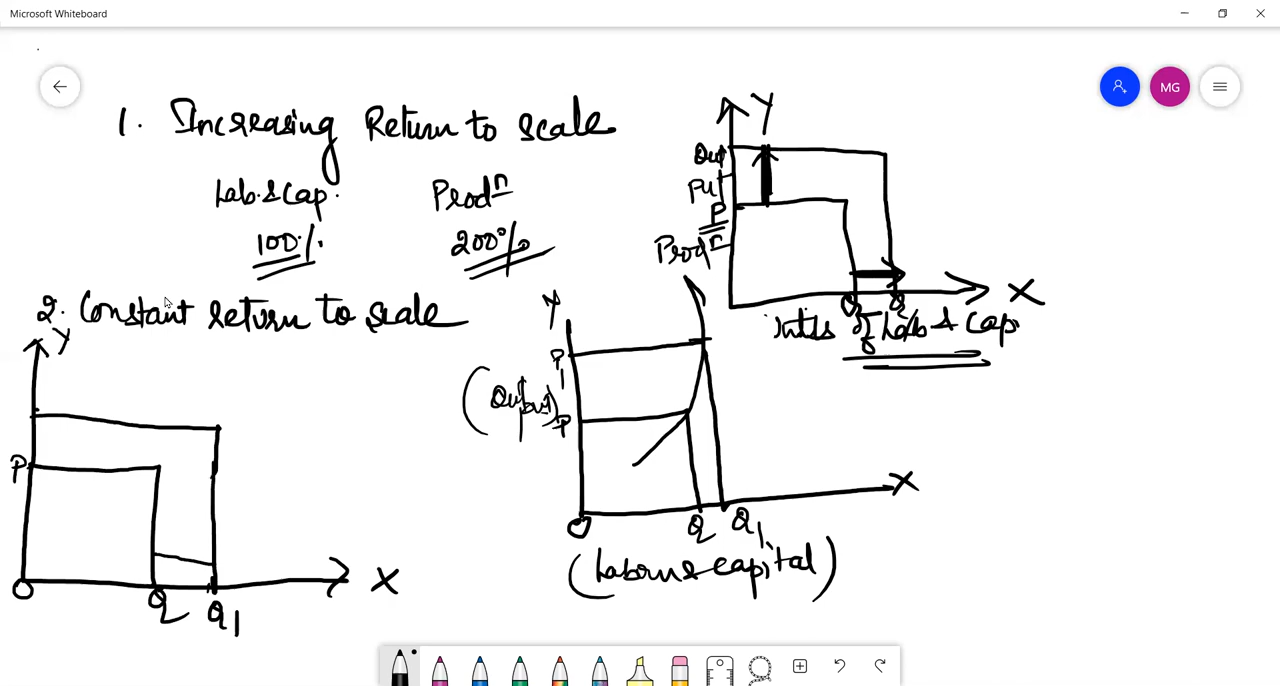 Microsoft Whiteboard
MG
1. Increasing Return to scale
Lab. & Cap. Prodⁿ
100% 200%
Y
Out
Put
P
Prodⁿ
X
Q Q
of Lab & Cap.
2. Constant return to scale
Y
P
O
Q Q1
X
Y
P1
(Output)
P
O
Q Q1
X
(Labour & capital)